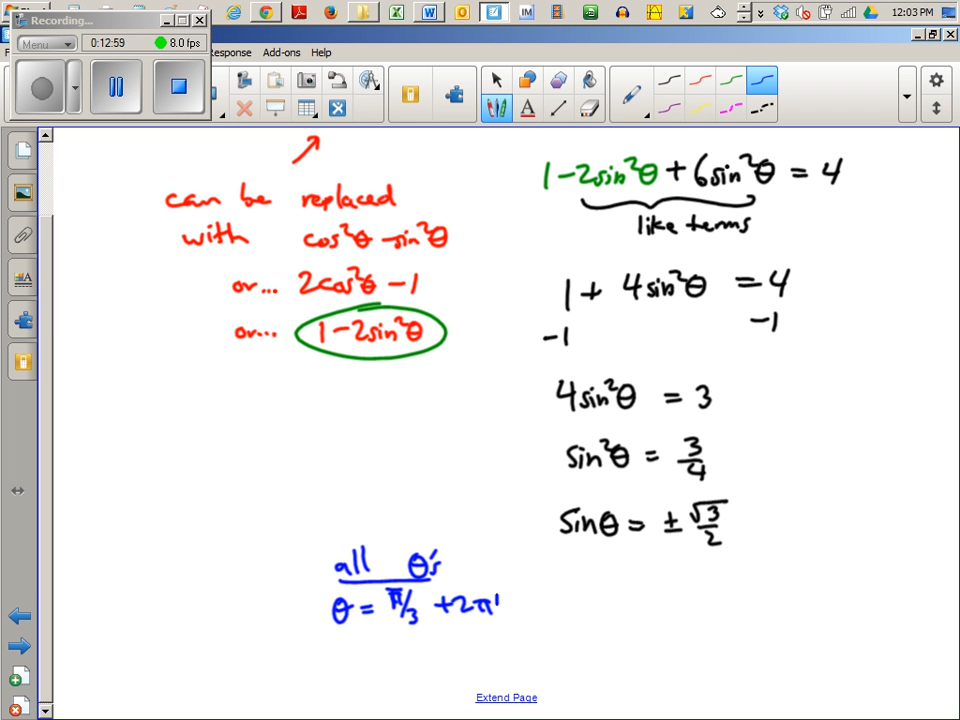 Recording...
Menu
0:12:59
8.0 fps
12:03 PM
Response
Add-ons
Help
can be replaced
with cos²θ - sin²θ
or... 2cos²θ - 1
or... 1 - 2sin²θ
1 - 2sin²θ + 6sin²θ = 4
like terms
1 + 4sin²θ = 4
-1 -1
4sin²θ = 3
sin²θ = 3/4
sinθ = ± √3/2
all θ's
θ = π/3 + 2π
Extend Page